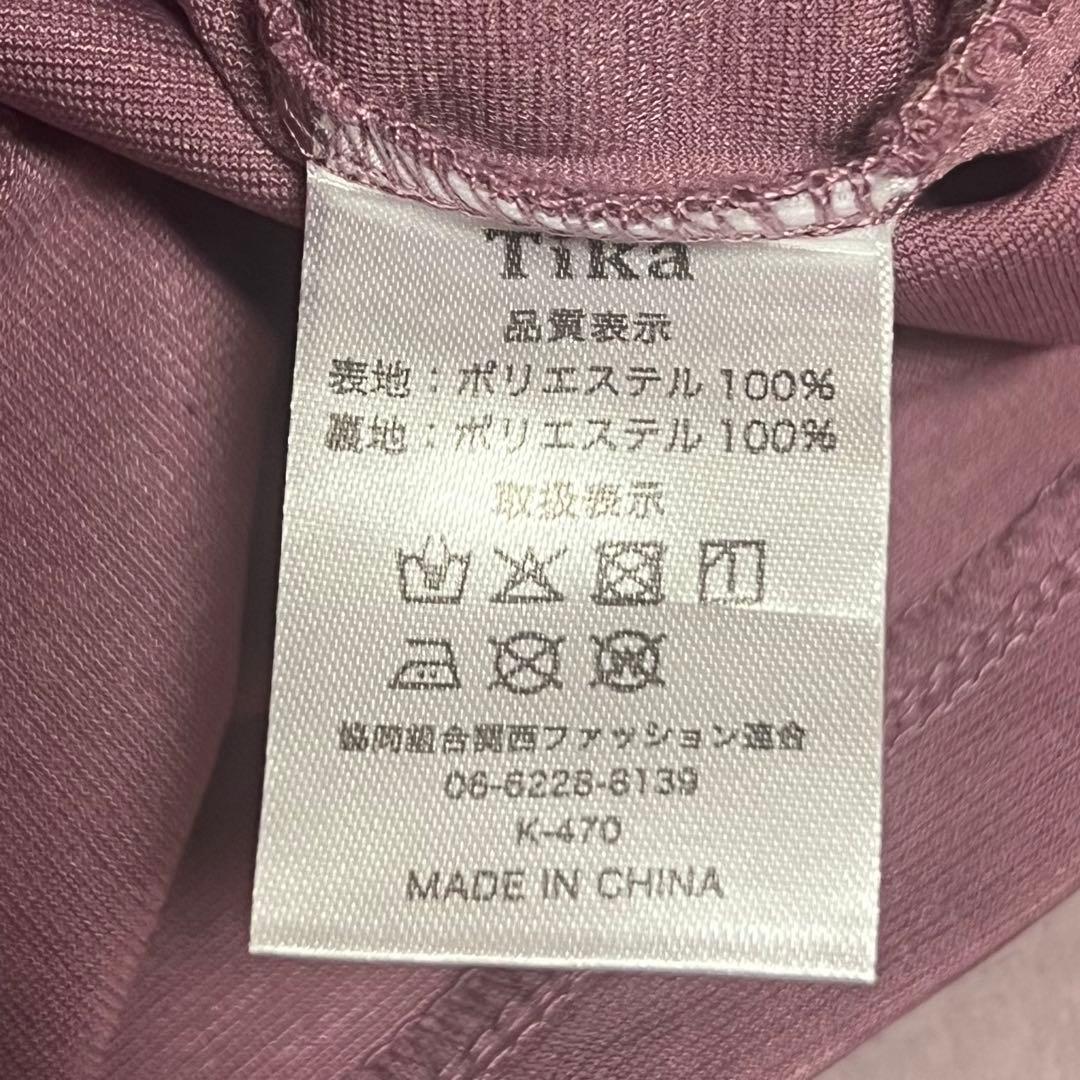 Tika
品質表示
表地：ポリエステル 100%
裏地：ポリエステル 100%
取扱表示
協同組合関西ファッション連合
06-6228-6139
K-470
MADE IN CHINA